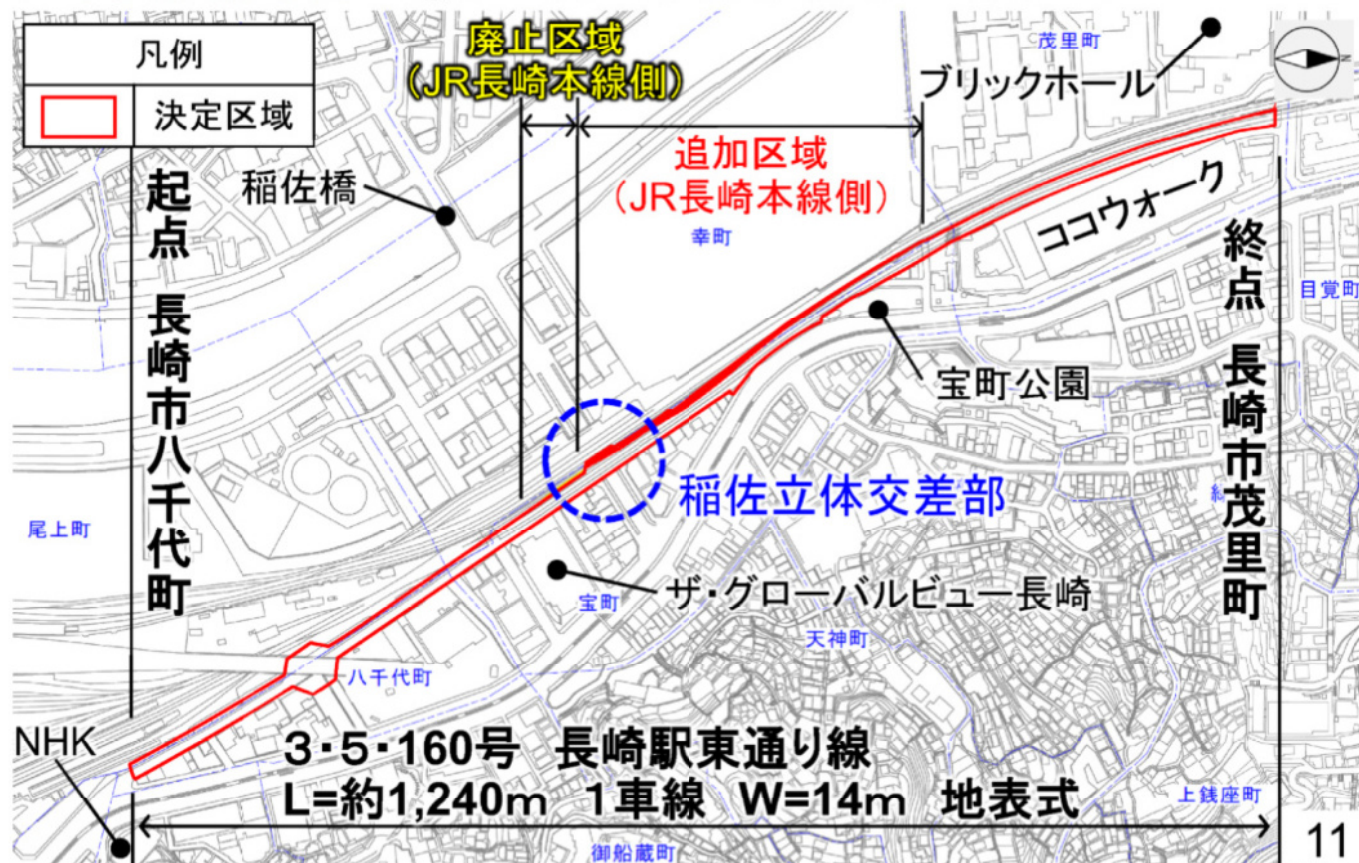 凡例
決定区域
廃止区域
(JR長崎本線側)
追加区域
(JR長崎本線側)
茂里町
ブリックホール
N
起点 長崎市八千代町
稲佐橋
幸町
ココウォーク
終点 長崎市茂里町
目覚町
宝町公園
稲佐立体交差部
尾上町
宝町
ザ・グローバルビュー長崎
天神町
八千代町
NHK
3・5・160号 長崎駅東通り線
L=約1,240m 1車線 W=14m 地表式
上銭座町
御船蔵町
11